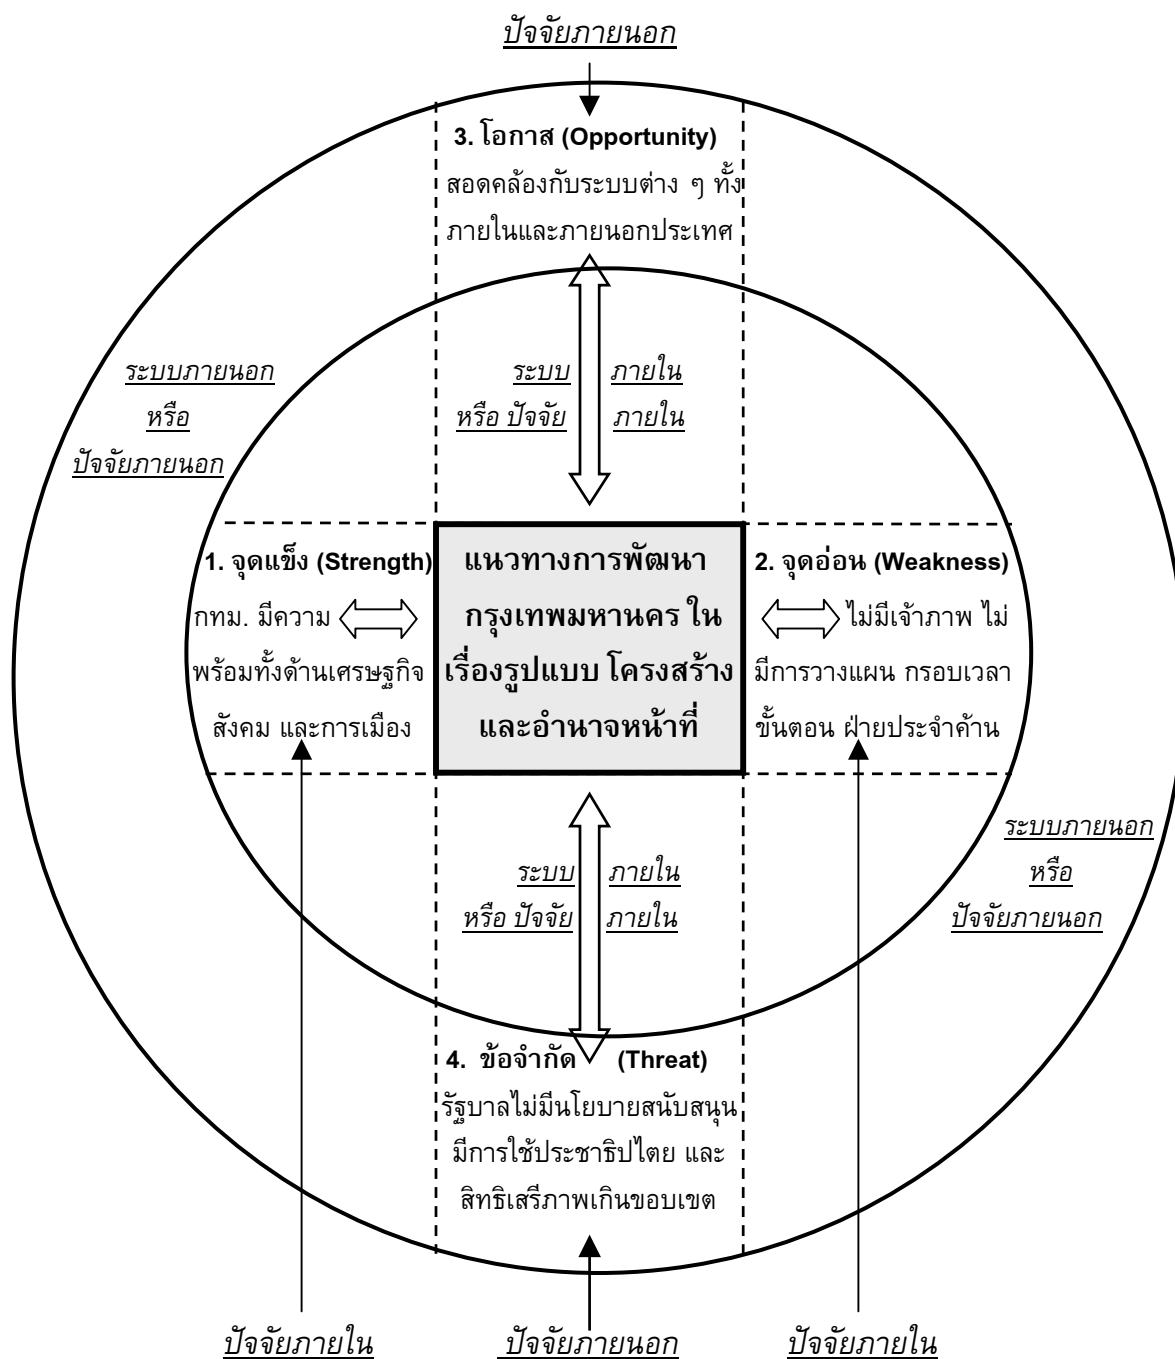 ปัจจัยภายนอก
3. โอกาส (Opportunity)
สอดคล้องกับระบบต่าง ๆ ทั้ง
ภายในและภายนอกประเทศ
ระบบภายนอก
หรือ
ปัจจัยภายนอก
ระบบ ภายใน
หรือ ปัจจัย ภายใน
1. จุดแข็ง (Strength)
กทม. มีความ
พร้อมทั้งด้านเศรษฐกิจ
สังคม และการเมือง
แนวทางการพัฒนา
กรุงเทพมหานคร ใน
เรื่องรูปแบบ โครงสร้าง
และอำนาจหน้าที่
2. จุดอ่อน (Weakness)
ไม่มีเจ้าภาพ ไม่
มีการวางแผน กรอบเวลา
ขั้นตอน ฝ่ายประจำค้าน
ระบบ ภายใน
หรือ ปัจจัย ภายใน
ระบบภายนอก
หรือ
ปัจจัยภายนอก
4. ข้อจำกัด (Threat)
รัฐบาลไม่มีนโยบายสนับสนุน
มีการใช้ประชาธิปไตย และ
สิทธิเสรีภาพเกินขอบเขต
ปัจจัยภายใน
ปัจจัยภายนอก
ปัจจัยภายใน